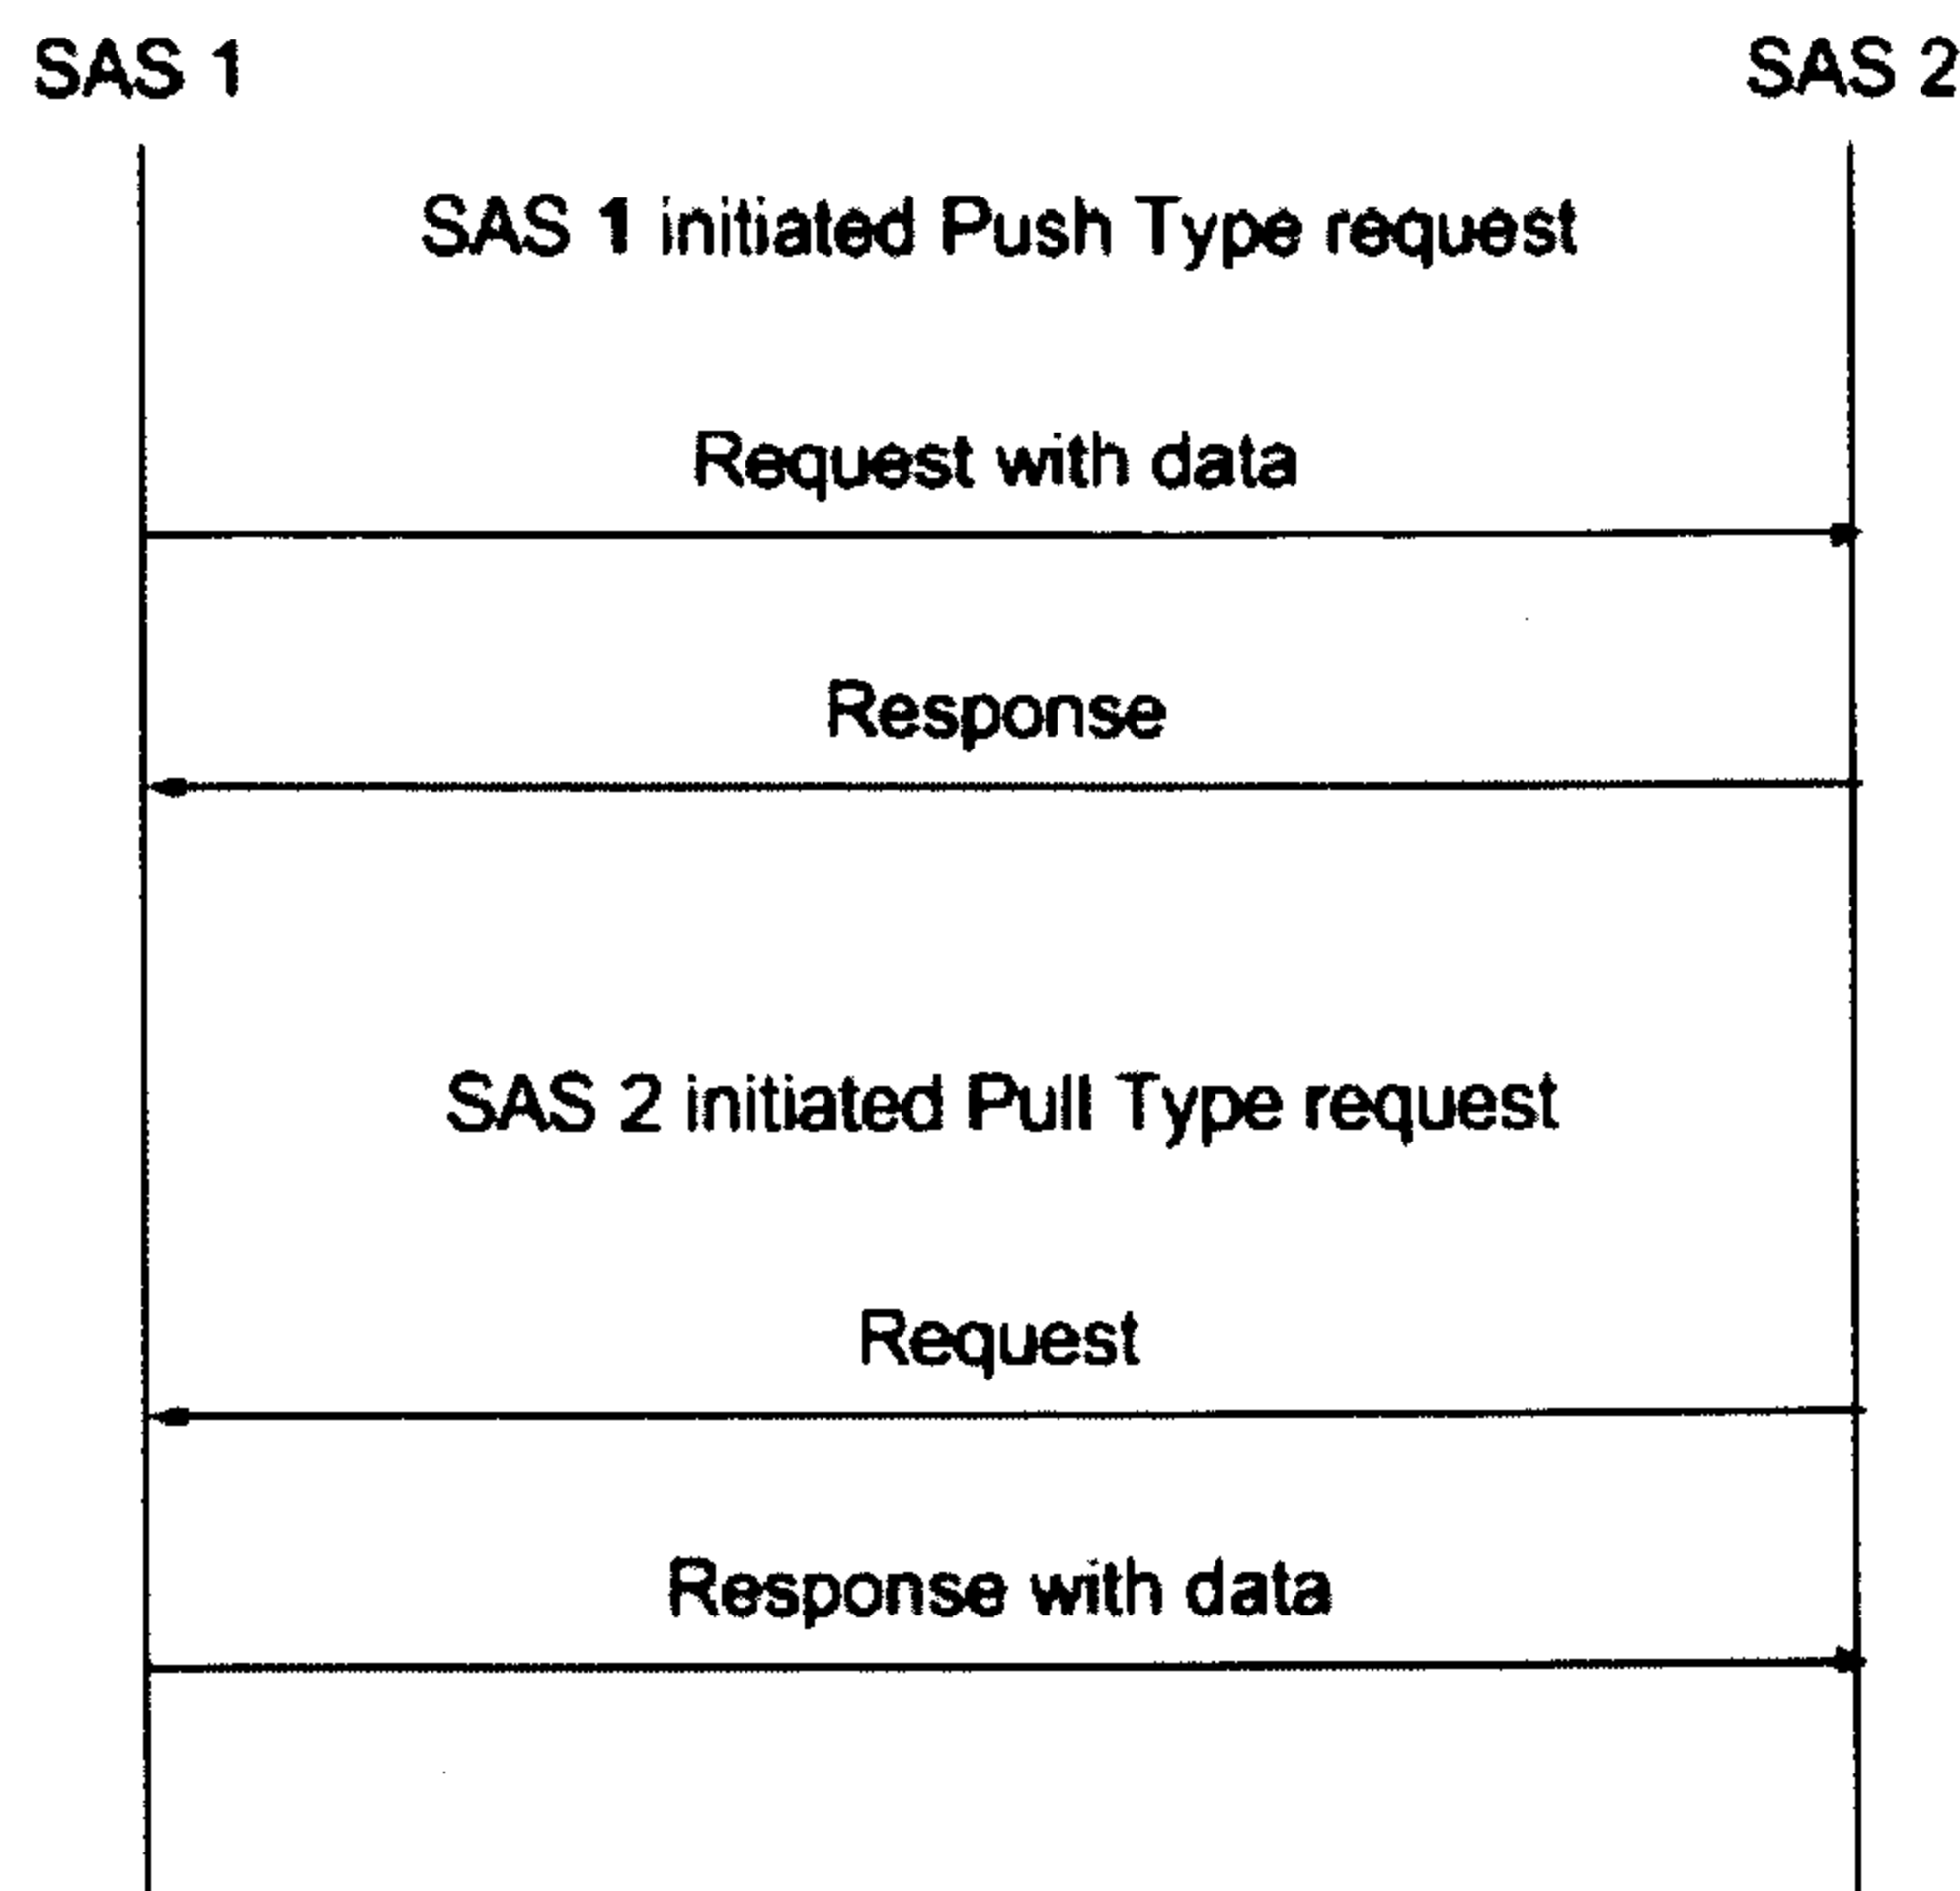 SAS 1
SAS 2
SAS 1 initiated Push Type request
Request with data
Response
SAS 2 initiated Pull Type request
Request
Response with data